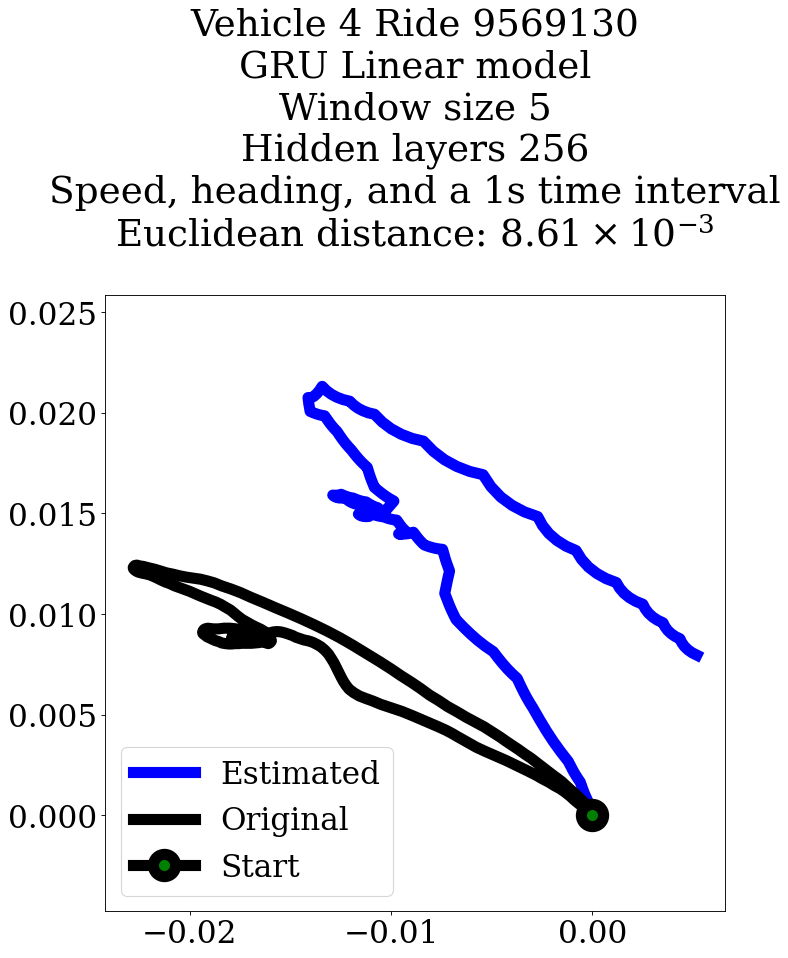 Vehicle 4 Ride 9569130
GRU Linear model
Window size 5
Hidden layers 256
Speed, heading, and a 1s time interval
Euclidean distance: 8.61 × 10⁻³
0.025
0.020
0.015
0.010
0.005
0.000
Estimated
Original
Start
−0.02
−0.01
0.00